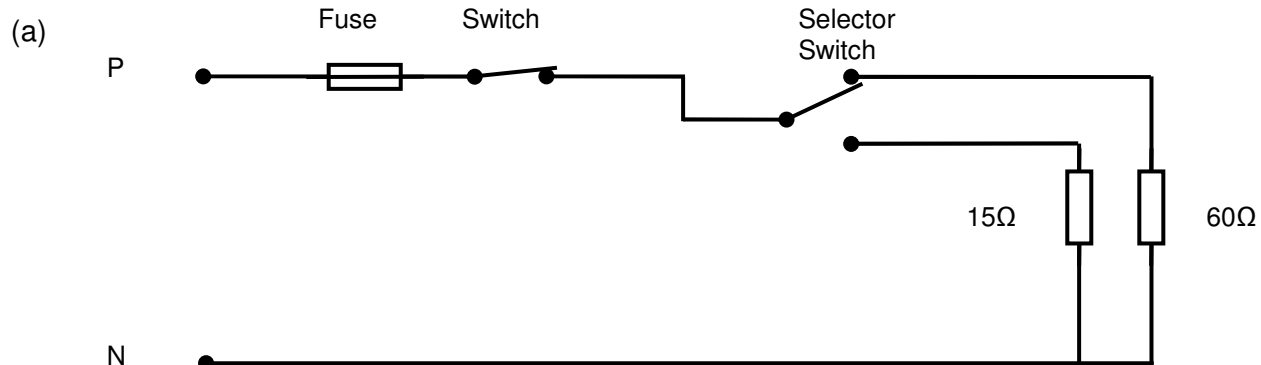 (a)
Fuse
Switch
Selector
Switch
P
15Ω
60Ω
N